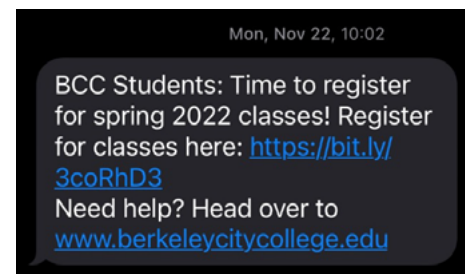 Mon, Nov 22, 10:02
BCC Students: Time to register
for spring 2022 classes! Register
for classes here: https://bit.ly/
3coRhD3
Need help? Head over to
www.berkeleycitycollege.edu